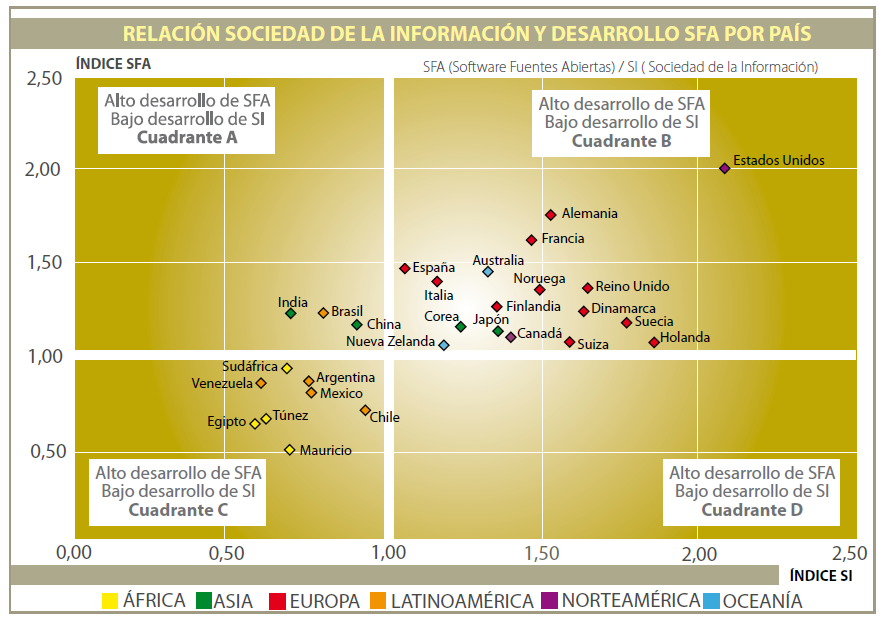 RELACIÓN SOCIEDAD DE LA INFORMACIÓN Y DESARROLLO SFA POR PAÍS
ÍNDICE SFA
SFA (Software Fuentes Abiertas) / SI ( Sociedad de la Información)
2,50
Alto desarrollo de SFA
Bajo desarrollo de SI
Cuadrante A
Alto desarrollo de SFA
Bajo desarrollo de SI
Cuadrante B
Estados Unidos
2,00
Alemania
Francia
1,50
España
Australia
Italia
Noruega
Reino Unido
India
Brasil
China
Corea
Japón
Finlandia
Dinamarca
Suecia
Nueva Zelanda
Canadá
Suiza
Holanda
1,00
Sudáfrica
Venezuela
Argentina
Mexico
Egipto
Túnez
Chile
Mauricio
0,50
Alto desarrollo de SFA
Bajo desarrollo de SI
Cuadrante C
Alto desarrollo de SFA
Bajo desarrollo de SI
Cuadrante D
0,00
0,50
1,00
1,50
2,00
2,50
ÍNDICE SI
ÁFRICA ASIA EUROPA LATINOAMÉRICA NORTEAMÉRICA OCEANÍA